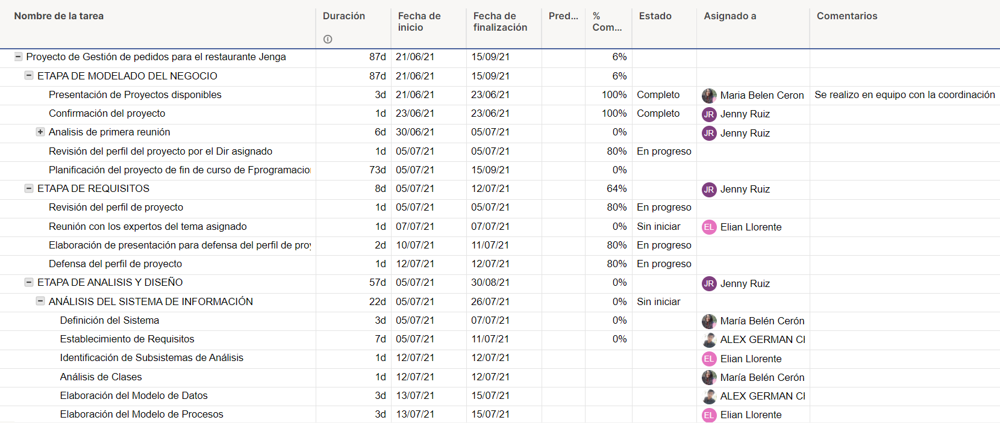 Nombre de la tarea Duración Fecha de inicio Fecha de finalización Pred... % Com... Estado Asignado a Comentarios
Proyecto de Gestión de pedidos para el restaurante Jenga 87d 21/06/21 15/09/21 6%
ETAPA DE MODELADO DEL NEGOCIO 87d 21/06/21 15/09/21 6%
Presentación de Proyectos disponibles 3d 21/06/21 23/06/21 100% Completo Maria Belen Ceron Se realizo en equipo con la coordinación
Confirmación del proyecto 1d 23/06/21 23/06/21 100% Completo JR Jenny Ruiz
Analisis de primera reunión 6d 30/06/21 05/07/21 0% JR Jenny Ruiz
Revisión del perfil del proyecto por el Dir asignado 1d 05/07/21 05/07/21 80% En progreso
Planificación del proyecto de fin de curso de Fprogramacio 73d 05/07/21 15/09/21 0%
ETAPA DE REQUISITOS 8d 05/07/21 12/07/21 64% JR Jenny Ruiz
Revisión del perfil de proyecto 1d 05/07/21 05/07/21 80% En progreso
Reunión con los expertos del tema asignado 1d 07/07/21 07/07/21 0% Sin iniciar EL Elian Llorente
Elaboración de presentación para defensa del perfil de proy 2d 10/07/21 11/07/21 80% En progreso
Defensa del perfil de proyecto 1d 12/07/21 12/07/21 80% En progreso
ETAPA DE ANALISIS Y DISEÑO 57d 05/07/21 30/08/21 0% JR Jenny Ruiz
ANÁLISIS DEL SISTEMA DE INFORMACIÓN 22d 05/07/21 26/07/21 0% Sin iniciar
Definición del Sistema 3d 05/07/21 07/07/21 0% María Belén Cerón
Establecimiento de Requisitos 7d 05/07/21 11/07/21 0% ALEX GERMAN CI
Identificación de Subsistemas de Análisis 1d 12/07/21 12/07/21 EL Elian Llorente
Análisis de Clases 1d 12/07/21 12/07/21 María Belén Cerón
Elaboración del Modelo de Datos 3d 13/07/21 15/07/21 ALEX GERMAN CI
Elaboración del Modelo de Procesos 3d 13/07/21 15/07/21 EL Elian Llorente